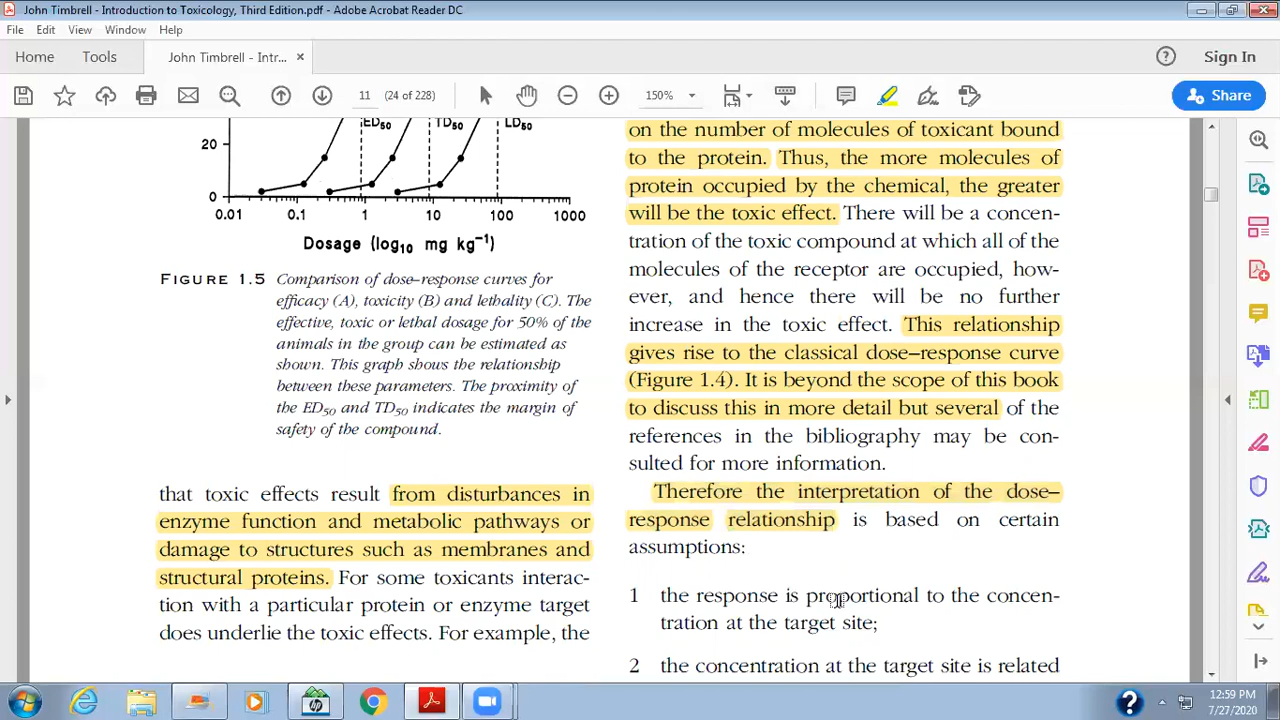 John Timbrell - Introduction to Toxicology, Third Edition.pdf - Adobe Acrobat Reader DC
File Edit View Window Help
Home Tools John Timbrell - Intr... × Sign In
11 (24 of 228) 150% Share
ED50 TD50 LD50
20
0
0.01 0.1 1 10 100 1000
Dosage (log10 mg kg−1)
FIGURE 1.5 Comparison of dose–response curves for
efficacy (A), toxicity (B) and lethality (C). The
effective, toxic or lethal dosage for 50% of the
animals in the group can be estimated as
shown. This graph shows the relationship
between these parameters. The proximity of
the ED50 and TD50 indicates the margin of
safety of the compound.
that toxic effects result from disturbances in
enzyme function and metabolic pathways or
damage to structures such as membranes and
structural proteins. For some toxicants interac-
tion with a particular protein or enzyme target
does underlie the toxic effects. For example, the
on the number of molecules of toxicant bound
to the protein. Thus, the more molecules of
protein occupied by the chemical, the greater
will be the toxic effect. There will be a concen-
tration of the toxic compound at which all of the
molecules of the receptor are occupied, how-
ever, and hence there will be no further
increase in the toxic effect. This relationship
gives rise to the classical dose–response curve
(Figure 1.4). It is beyond the scope of this book
to discuss this in more detail but several of the
references in the bibliography may be con-
sulted for more information.
Therefore the interpretation of the dose–
response relationship is based on certain
assumptions:
1 the response is proportional to the concen-
tration at the target site;
2 the concentration at the target site is related
12:59 PM
7/27/2020